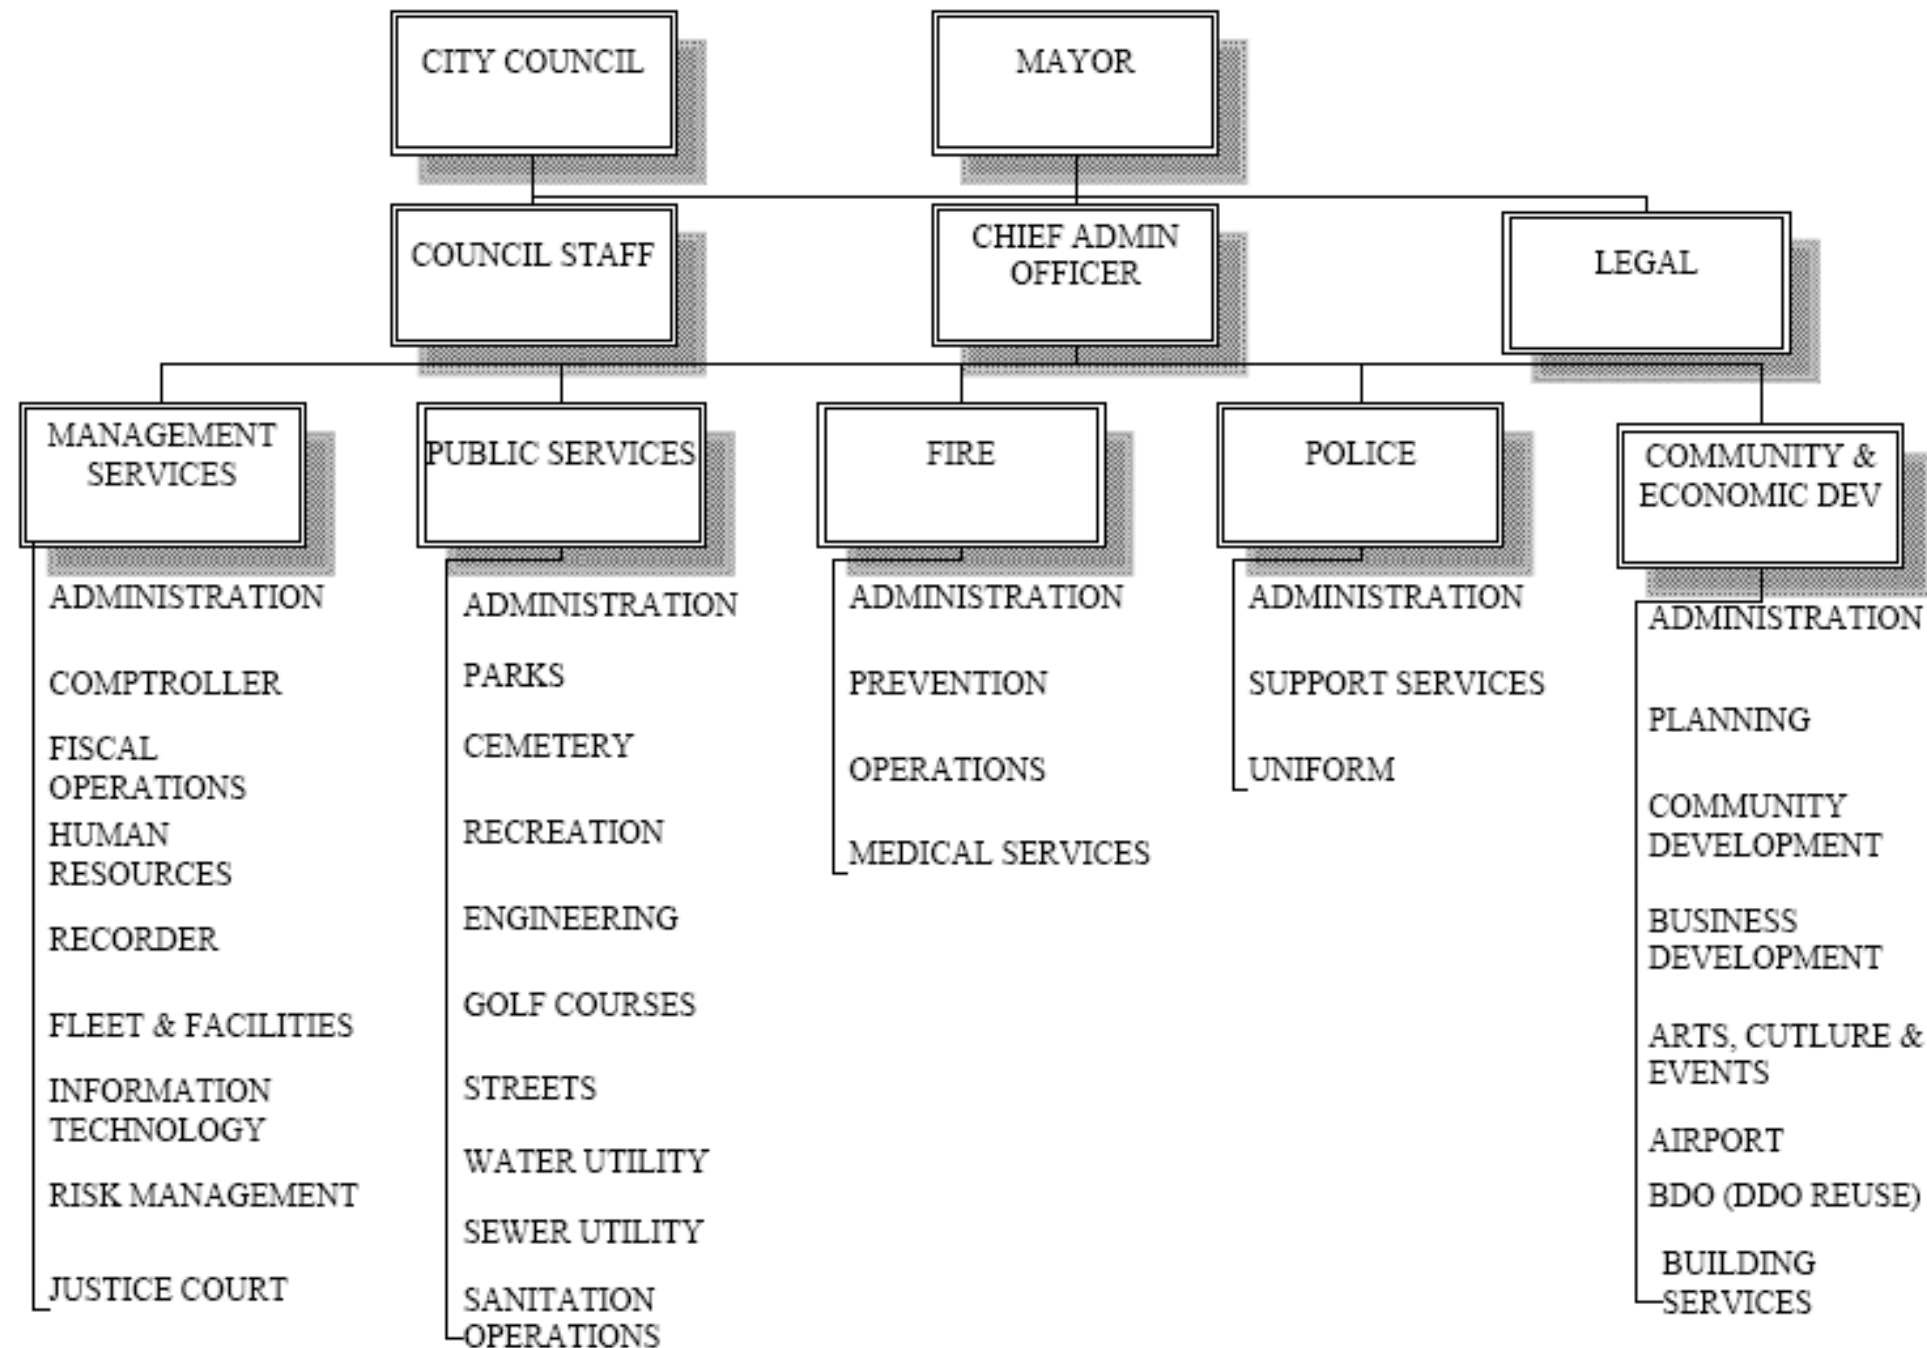 CITY COUNCIL
MAYOR
COUNCIL STAFF
CHIEF ADMIN
OFFICER
LEGAL
MANAGEMENT
SERVICES
PUBLIC SERVICES
FIRE
POLICE
COMMUNITY &
ECONOMIC DEV
ADMINISTRATION
COMPTROLLER
FISCAL
OPERATIONS
HUMAN
RESOURCES
RECORDER
FLEET & FACILITIES
INFORMATION
TECHNOLOGY
RISK MANAGEMENT
JUSTICE COURT
ADMINISTRATION
PARKS
CEMETERY
RECREATION
ENGINEERING
GOLF COURSES
STREETS
WATER UTILITY
SEWER UTILITY
SANITATION
OPERATIONS
ADMINISTRATION
PREVENTION
OPERATIONS
MEDICAL SERVICES
ADMINISTRATION
SUPPORT SERVICES
UNIFORM
ADMINISTRATION
PLANNING
COMMUNITY
DEVELOPMENT
BUSINESS
DEVELOPMENT
ARTS, CUTLURE &
EVENTS
AIRPORT
BDO (DDO REUSE)
BUILDING
SERVICES